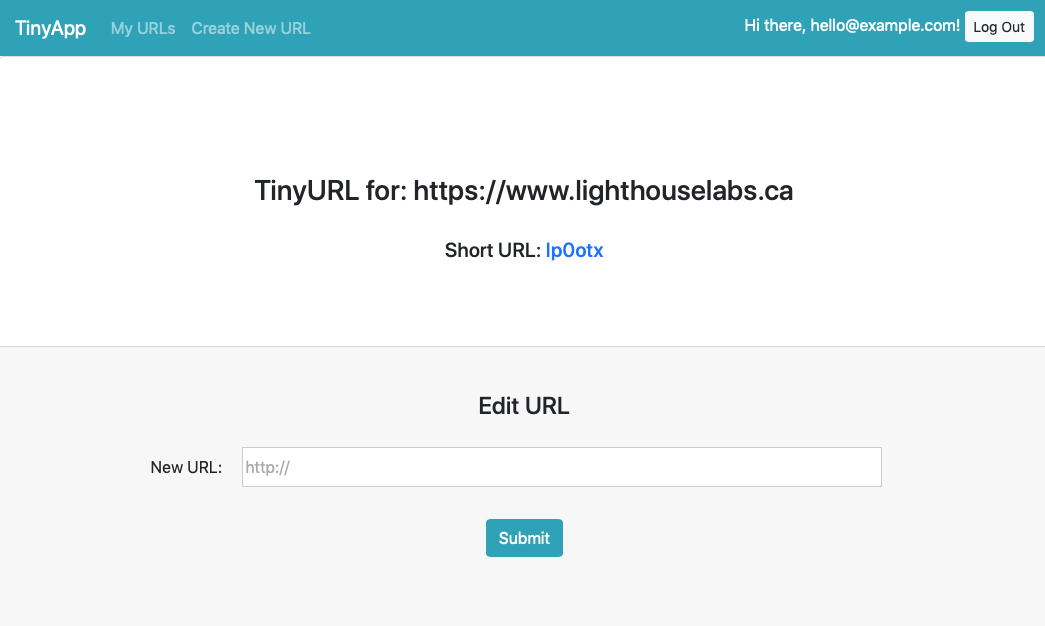 TinyApp My URLs Create New URL Hi there, hello@example.com! Log Out
TinyURL for: https://www.lighthouselabs.ca
Short URL: lp0otx
Edit URL
New URL: http://
Submit